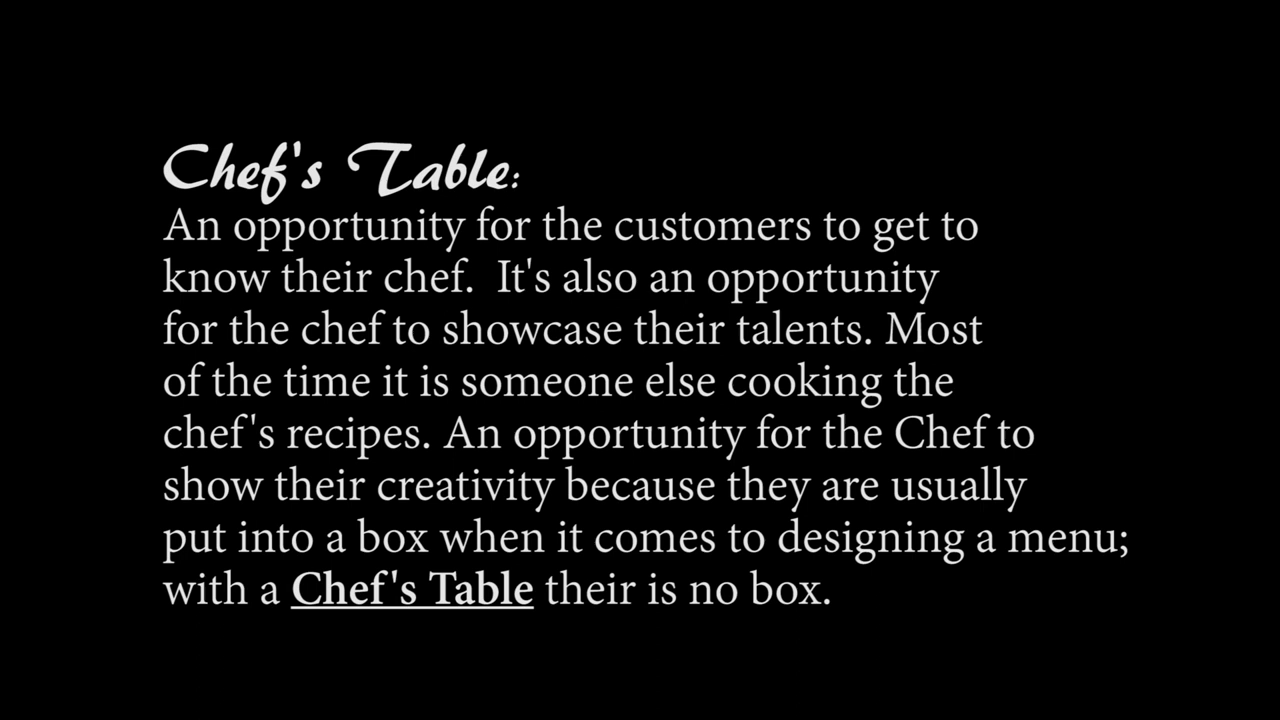 Chef's Table:
An opportunity for the customers to get to
know their chef.  It's also an opportunity
for the chef to showcase their talents. Most
of the time it is someone else cooking the
chef's recipes. An opportunity for the Chef to
show their creativity because they are usually
put into a box when it comes to designing a menu;
with a Chef's Table their is no box.